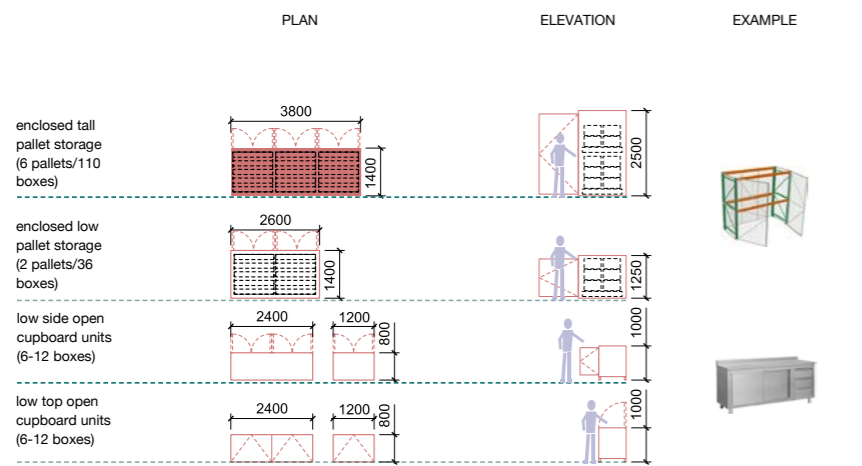 PLAN
ELEVATION
EXAMPLE
enclosed tall
pallet storage
(6 pallets/110
boxes)
3800
1400
2500
enclosed low
pallet storage
(2 pallets/36
boxes)
2600
1400
1250
low side open
cupboard units
(6-12 boxes)
2400
1200
800
1000
low top open
cupboard units
(6-12 boxes)
2400
1200
800
1000